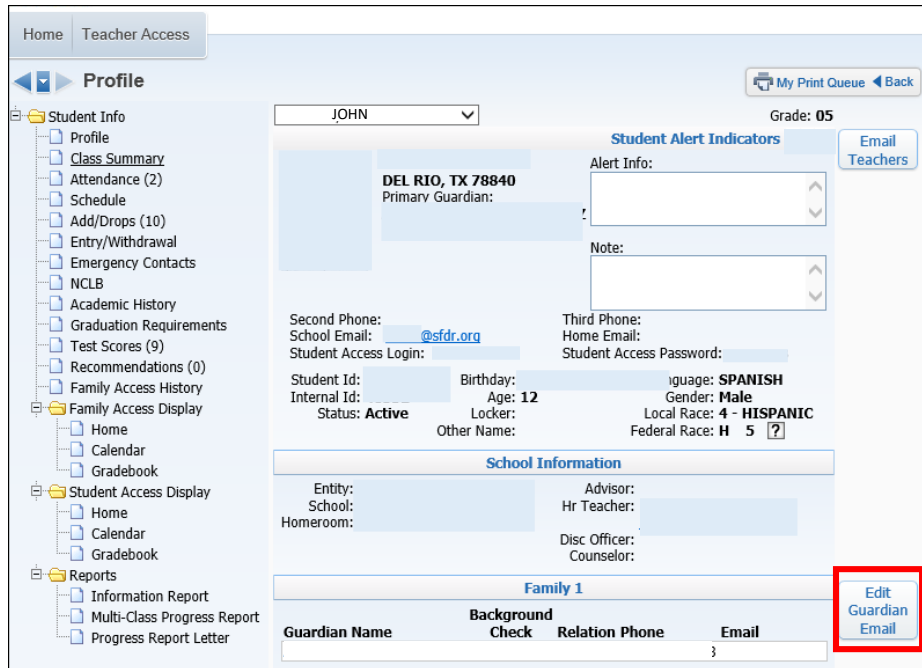 Home Teacher Access
Profile
My Print Queue Back
Student Info
Profile
Class Summary
Attendance (2)
Schedule
Add/Drops (10)
Entry/Withdrawal
Emergency Contacts
NCLB
Academic History
Graduation Requirements
Test Scores (9)
Recommendations (0)
Family Access History
Family Access Display
Home
Calendar
Gradebook
Student Access Display
Home
Calendar
Gradebook
Reports
Information Report
Multi-Class Progress Report
Progress Report Letter
JOHN
Grade: 05
Student Alert Indicators
Email
Teachers
DEL RIO, TX 78840
Primary Guardian:
Alert Info:
Note:
Second Phone: Third Phone:
School Email: @sfdr.org Home Email:
Student Access Login: Student Access Password:
Student Id: Birthday: nguage: SPANISH
Internal Id: Age: 12 Gender: Male
Status: Active Locker: Local Race: 4 - HISPANIC
Other Name: Federal Race: H 5 ?
School Information
Entity: Advisor:
School: Hr Teacher:
Homeroom:
Disc Officer:
Counselor:
Family 1
Edit
Guardian
Email
Background
Guardian Name Check Relation Phone Email